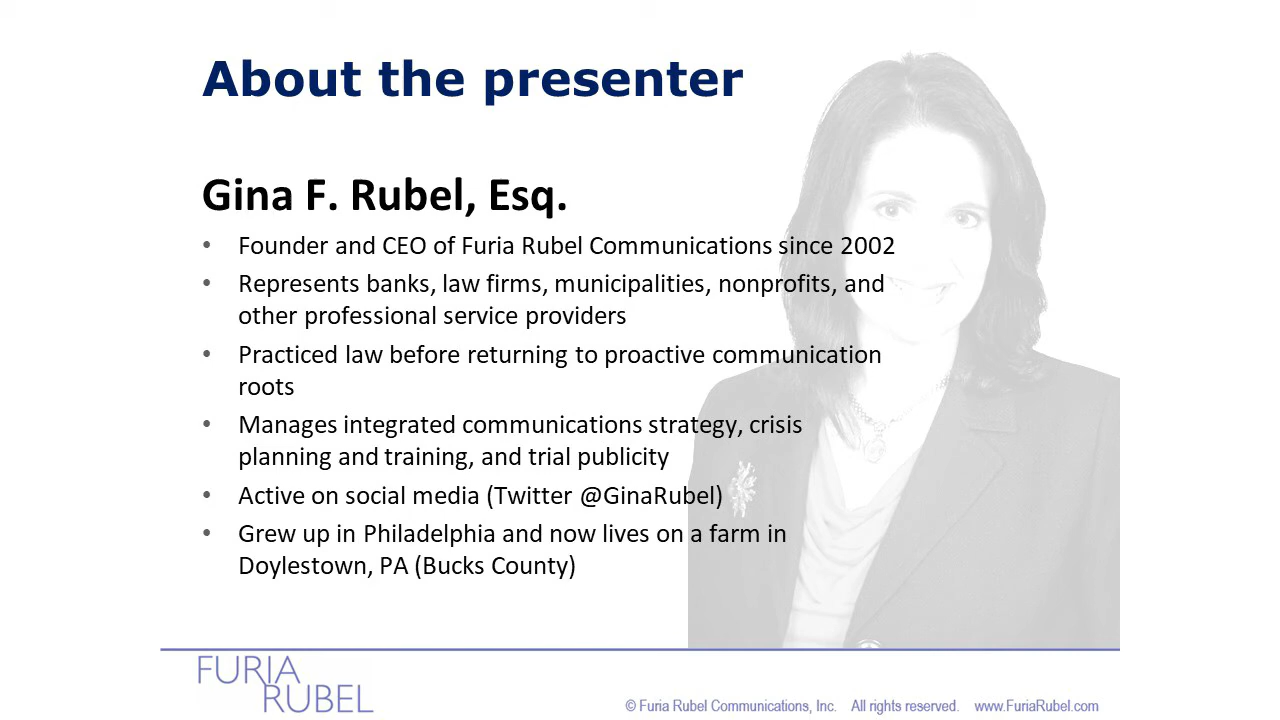 About the presenter
Gina F. Rubel, Esq.
• Founder and CEO of Furia Rubel Communications since 2002
• Represents banks, law firms, municipalities, nonprofits, and
other professional service providers
• Practiced law before returning to proactive communication
roots
• Manages integrated communications strategy, crisis
planning and training, and trial publicity
• Active on social media (Twitter @GinaRubel)
• Grew up in Philadelphia and now lives on a farm in
Doylestown, PA (Bucks County)
FURIA
RUBEL
© Furia Rubel Communications, Inc. All rights reserved. www.FuriaRubel.com